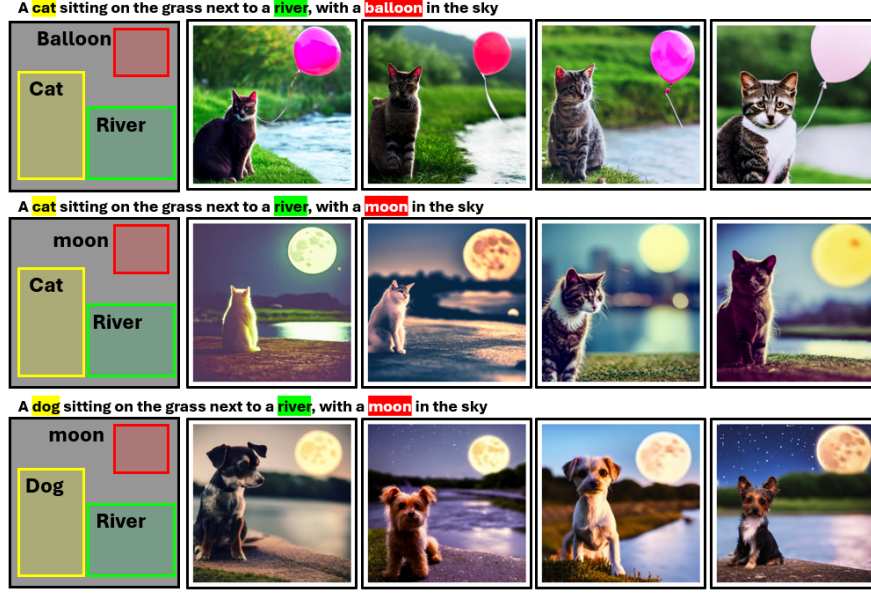 A cat sitting on the grass next to a river, with a balloon in the sky
Balloon
Cat
River
A cat sitting on the grass next to a river, with a moon in the sky
moon
Cat
River
A dog sitting on the grass next to a river, with a moon in the sky
moon
Dog
River